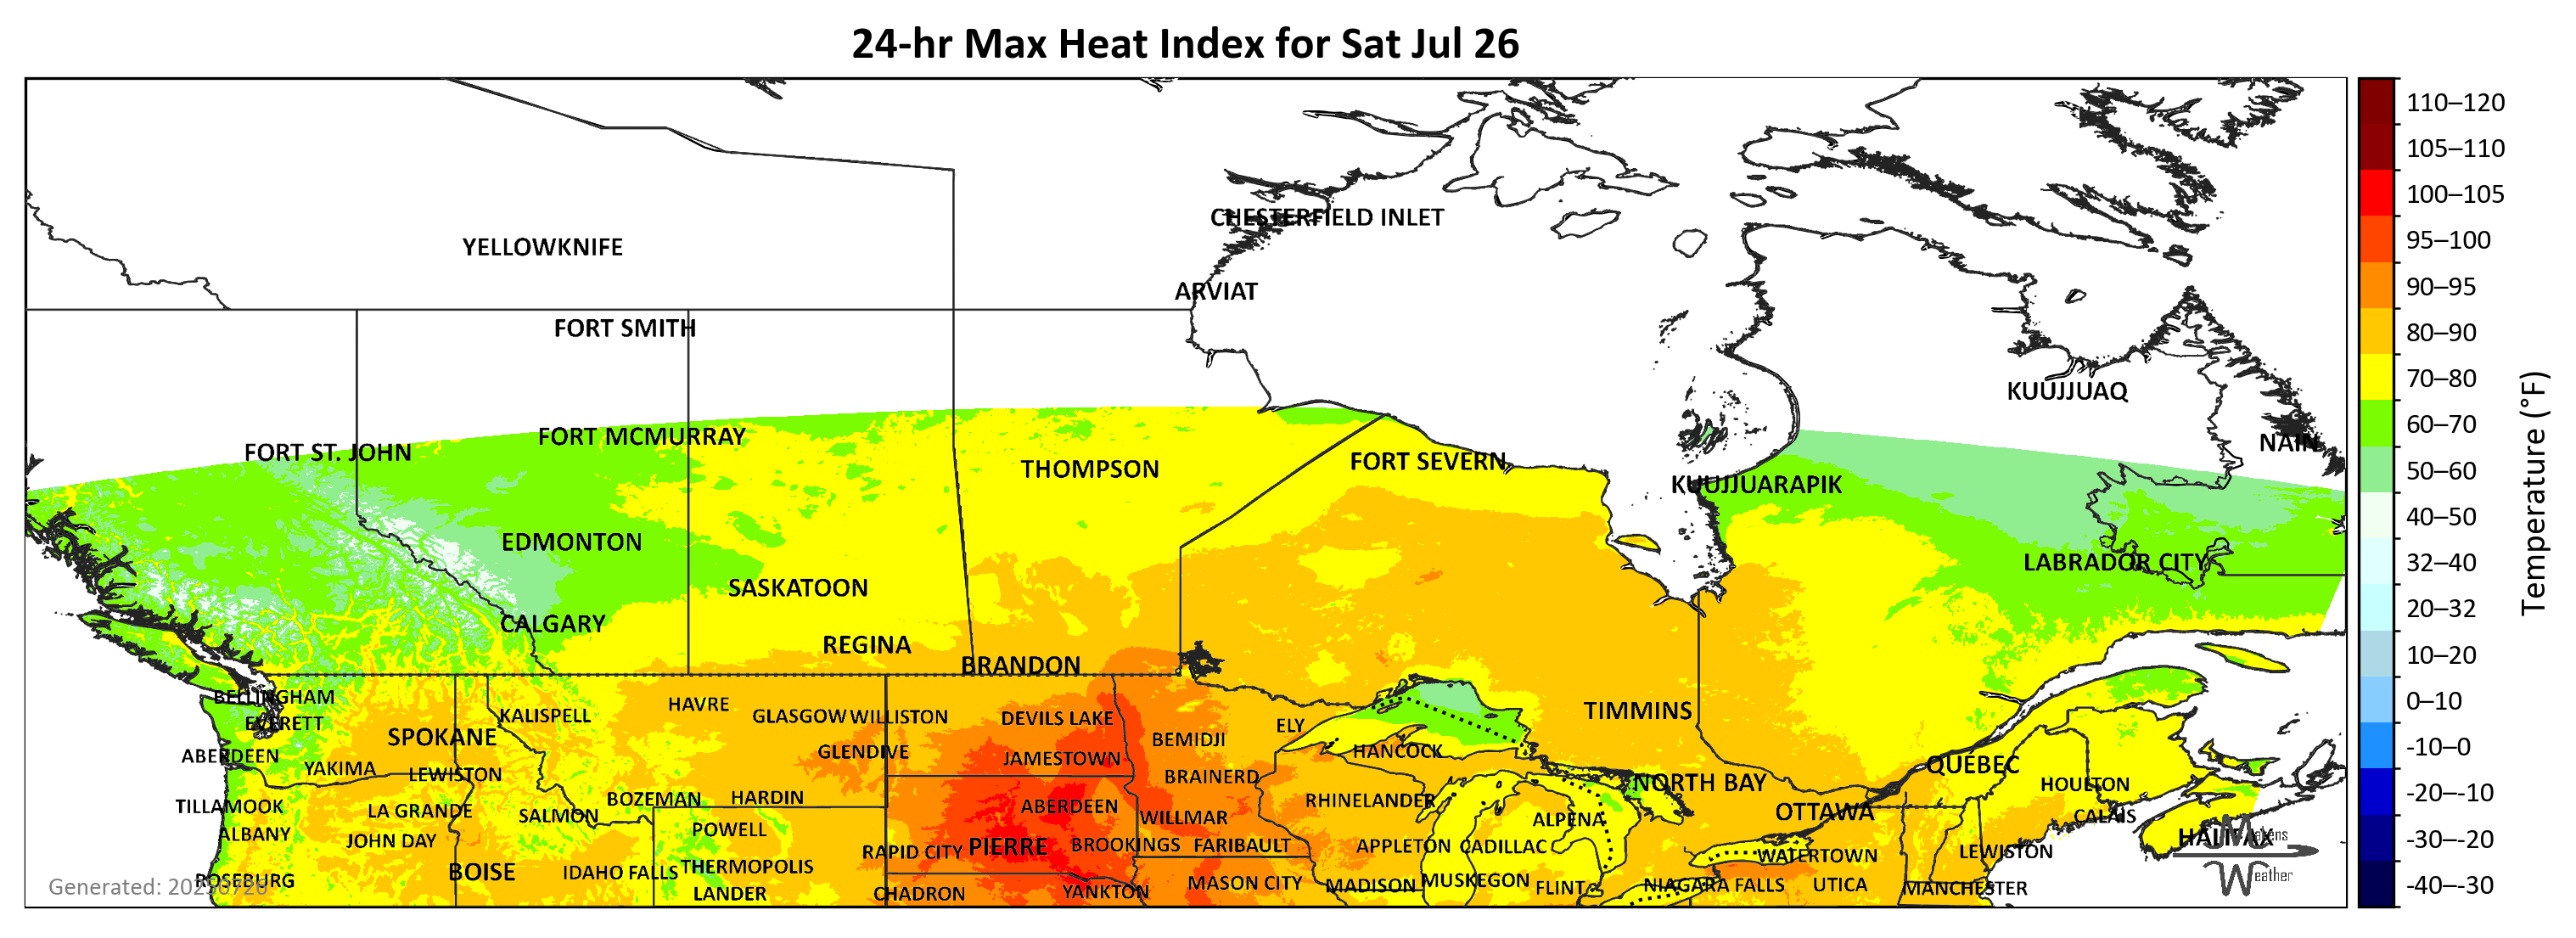 24-hr Max Heat Index for Sat Jul 26
CHESTERFIELD INLET
YELLOWKNIFE
ARVIAT
FORT SMITH
KUUJJUAQ
FORT MCMURRAY
NAIN
FORT ST. JOHN
FORT SEVERN
THOMPSON
KUUJJUARAPIK
EDMONTON
LABRADOR CITY
SASKATOON
CALGARY
REGINA
BRANDON
BELLINGHAM
HAVRE
KALISPELL
GLASGOW
WILLISTON
DEVILS LAKE
TIMMINS
EVERETT
ELY
SPOKANE
BEMIDJI
GLENDIVE
HANCOCK
ABERDEEN
JAMESTOWN
QUÉBEC
YAKIMA
LEWISTON
BRAINERD
NORTH BAY
HOULTON
BOZEMAN
HARDIN
RHINELANDER
TILLAMOOK
LA GRANDE
ABERDEEN
OTTAWA
SALMON
WILLMAR
ALPENA
CALAIS
ALBANY
POWELL
HALIFAX
JOHN DAY
PIERRE
BROOKINGS
FARIBAULT
APPLETON
CADILLAC
RAPID CITY
WATERTOWN
LEWISTON
BOISE
IDAHO FALLS
THERMOPOLIS
ROSEBURG
MASON CITY
MADISON
MUSKEGON
FLINT
NIAGARA FALLS
UTICA
MANCHESTER
LANDER
CHADRON
YANKTON
Generated: 20250726
Weather
110–120
105–110
100–105
95–100
90–95
80–90
70–80
60–70
50–60
40–50
32–40
20–32
10–20
0–10
-10–0
-20–-10
-30–-20
-40–-30
Temperature (°F)